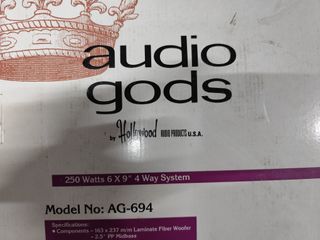 audio
gods
by Hollywood AUDIO PRODUCTS U.S.A.
250 Watts 6 X 9" 4 Way System
Model No: AG-694
Specifications:
• Components – 163 x 237 m/m Laminate Fiber Woofer
– 2.5" PP Midbass